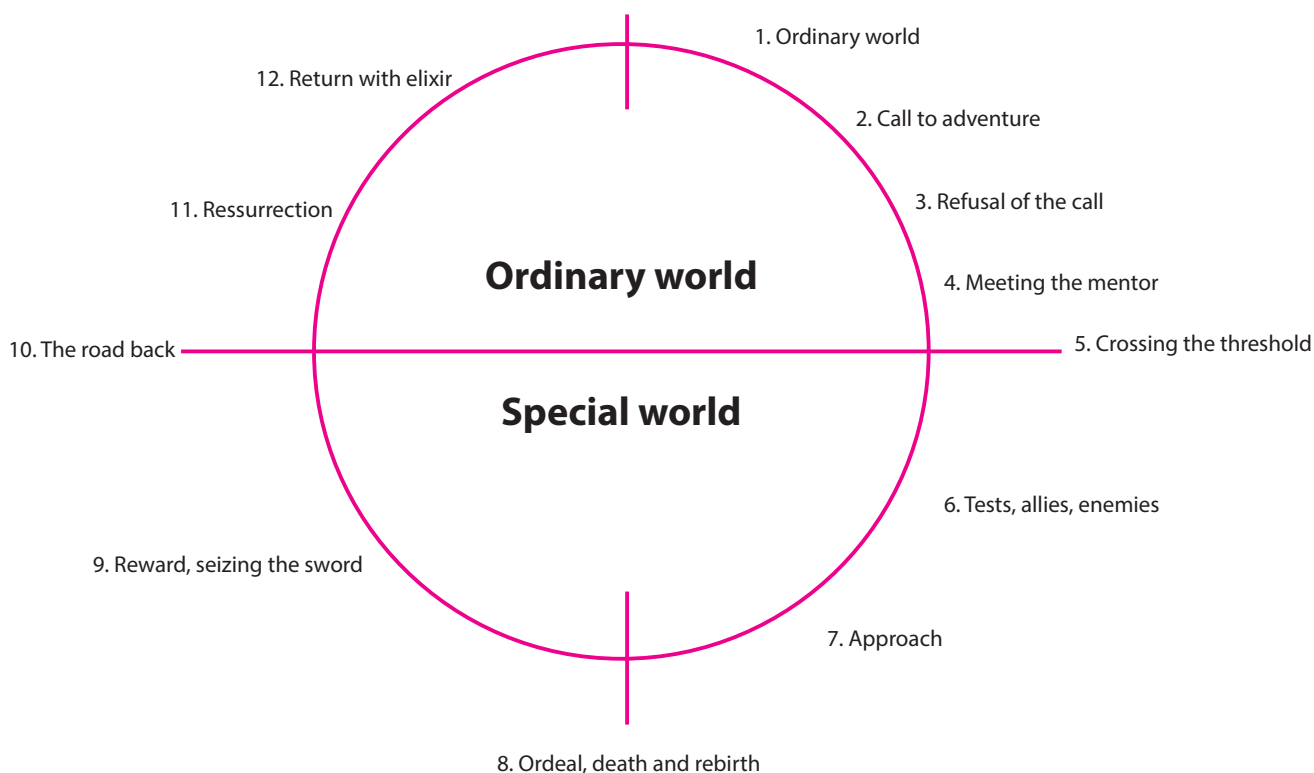 1. Ordinary world
12. Return with elixir
2. Call to adventure
3. Refusal of the call
11. Ressurrection
Ordinary world
4. Meeting the mentor
10. The road back
5. Crossing the threshold
Special world
6. Tests, allies, enemies
9. Reward, seizing the sword
7. Approach
8. Ordeal, death and rebirth